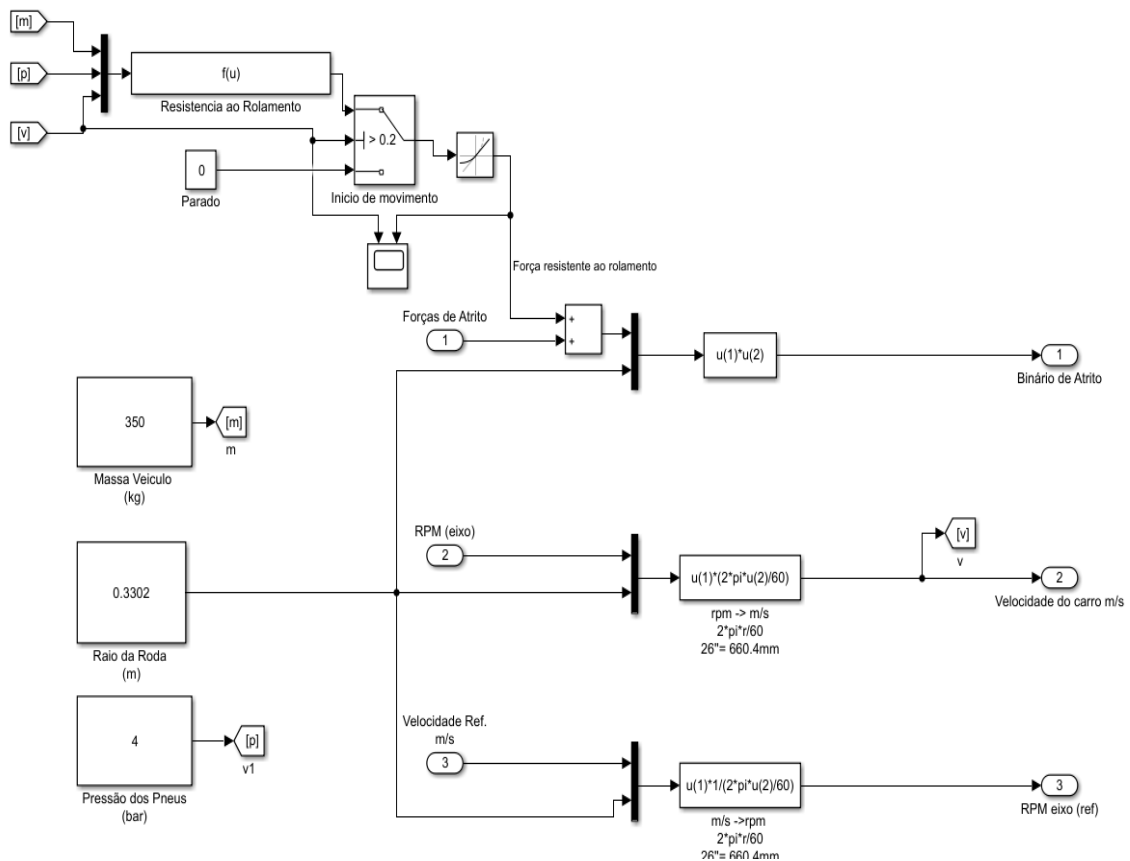 [m]
[p]
[v]
f(u)
Resistencia ao Rolamento
> 0.2
Inicio de movimento
0
Parado
Força resistente ao rolamento
Forças de Atrito
1
+
+
u(1)*u(2)
1
Binário de Atrito
350
Massa Veiculo
(kg)
[m]
m
RPM (eixo)
2
u(1)*(2*pi*u(2)/60)
rpm -> m/s
2*pi*r/60
26"= 660.4mm
[v]
v
2
Velocidade do carro m/s
0.3302
Raio da Roda
(m)
4
Pressão dos Pneus
(bar)
[p]
v1
Velocidade Ref.
m/s
3
u(1)*1/(2*pi*u(2)/60)
m/s ->rpm
2*pi*r/60
26"= 660.4mm
3
RPM eixo (ref)